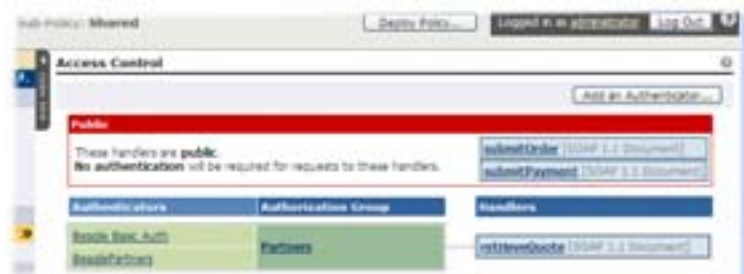 sub-policy: Shared
Deploy Policy...
Logged in as administrator
Log Out
Access Control
Add an Authenticator...
Public
These handlers are public.
No authentication will be required for requests to these handlers.
submitOrder [SOAP 1.1 Document]
submitPayment [SOAP 1.1 Document]
Authenticators
Authorization Group
Handlers
Basic Auth
Partners
retrieveQuote [SOAP 1.1 Document]